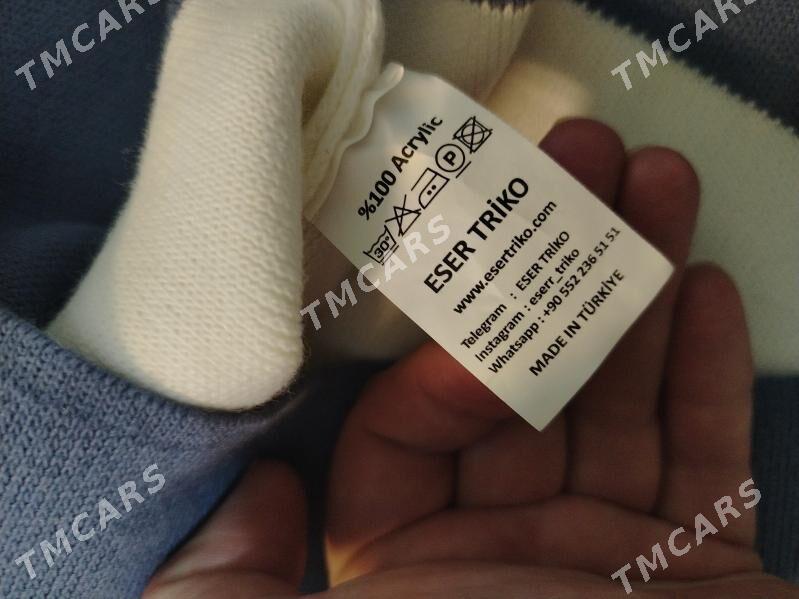 %100 Acrylic
30°
P
ESER TRİKO
www.esertriko.com
Telegram : ESER TRİKO
Instagram : eserr_triko
Whatsapp : +90 552 236 51 51
MADE IN TÜRKİYE
TMCARS
TMCARS
TMCARS
TMCARS
TMCARS